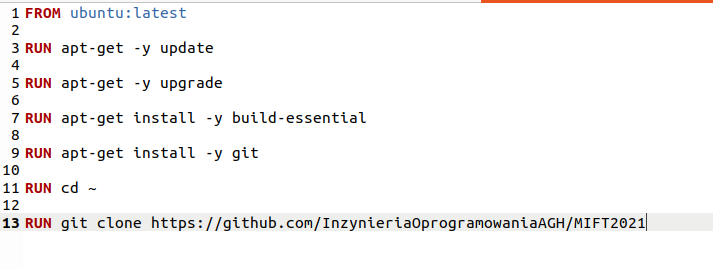 1 FROM ubuntu:latest
2
3 RUN apt-get -y update
4
5 RUN apt-get -y upgrade
6
7 RUN apt-get install -y build-essential
8
9 RUN apt-get install -y git
10
11 RUN cd ~
12
13 RUN git clone https://github.com/InzynieriaOprogramowaniaAGH/MIFT2021